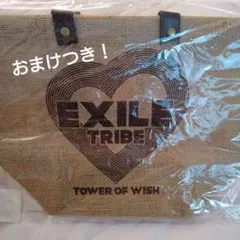 おまけつき！
EXILE
TRIBE
TOWER OF WISH